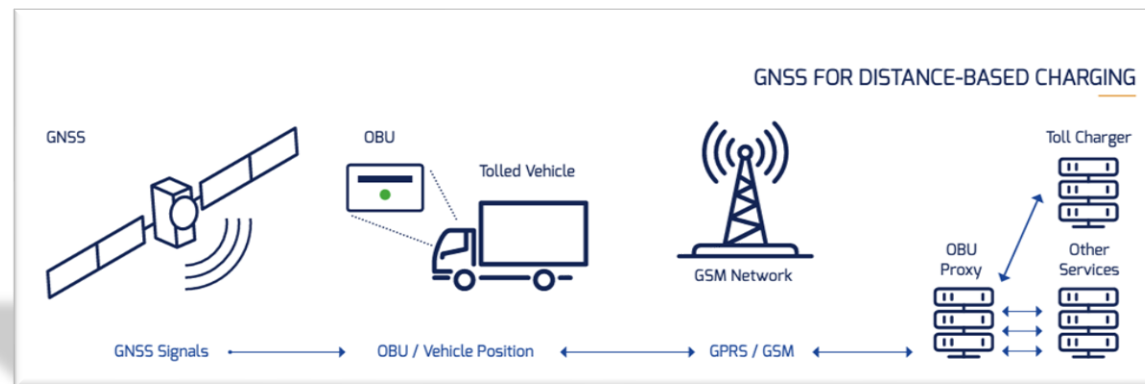 GNSS FOR DISTANCE-BASED CHARGING
GNSS
OBU
Tolled Vehicle
GSM Network
Toll Charger
OBU
Proxy
Other
Services
GNSS Signals
OBU / Vehicle Position
GPRS / GSM